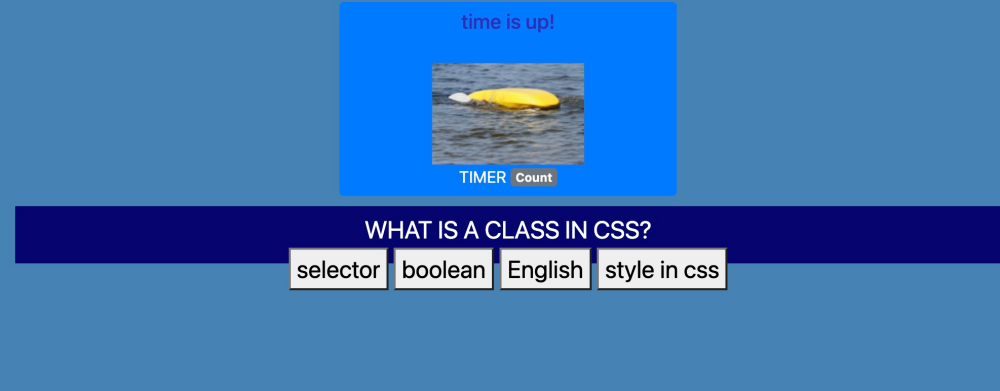 time is up!
TIMER Count
WHAT IS A CLASS IN CSS?
selector boolean English style in css